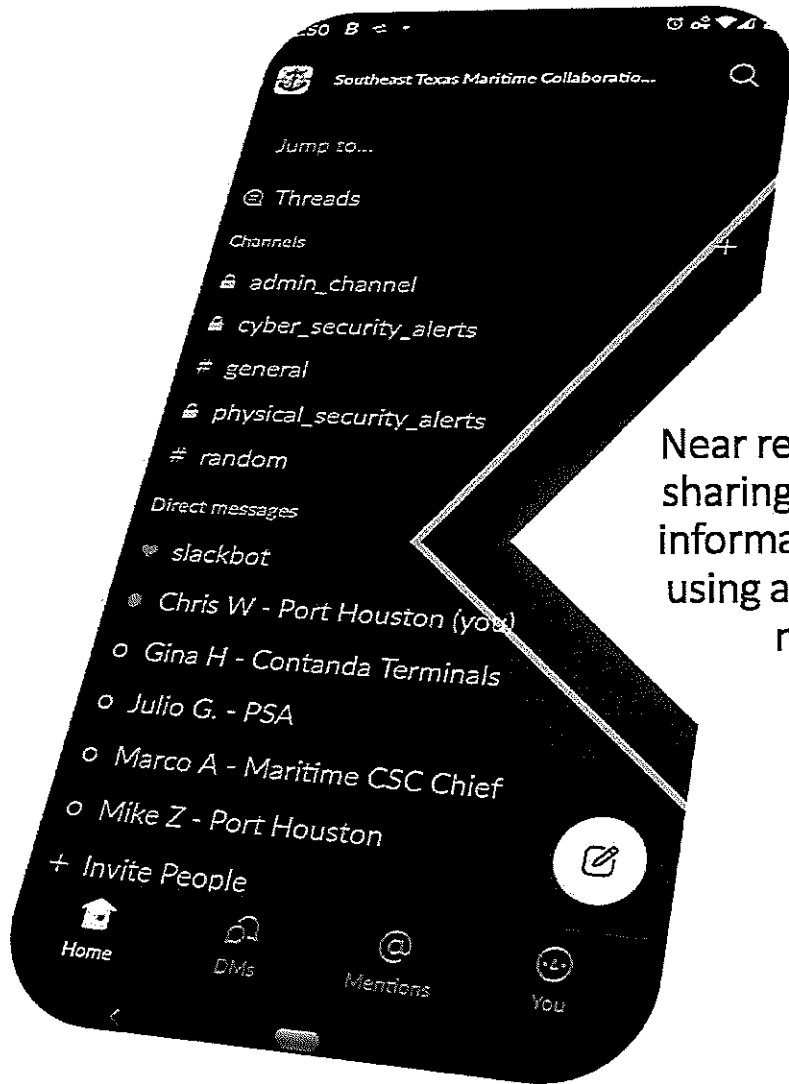 B
Southeast Texas Maritime Collaboratio...
Jump to...
Threads
Channels
+
admin_channel
cyber_security_alerts
# general
physical_security_alerts
# random
Direct messages
slackbot
Chris W - Port Houston (you)
Gina H - Contanda Terminals
Julio G. - PSA
Marco A - Maritime CSC Chief
Mike Z - Port Houston
+ Invite People
Home
DMs
@
Mentions
You
Near re
sharing
informa
using a